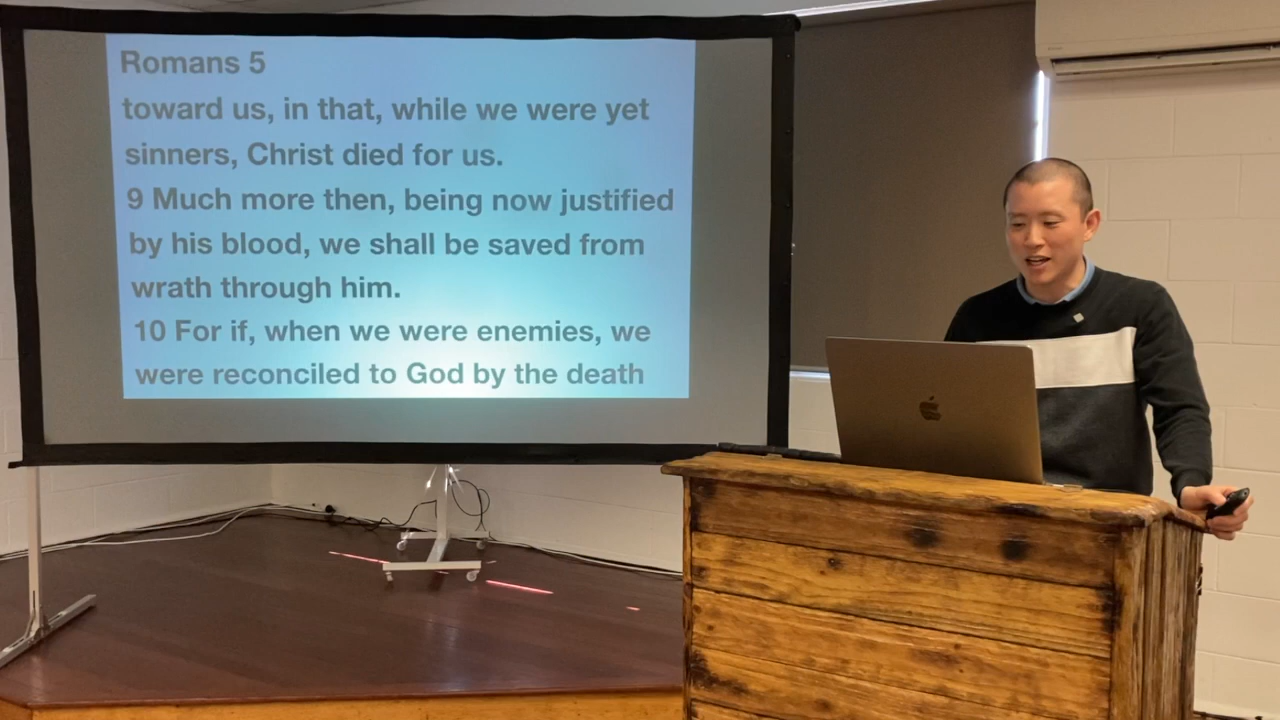 Romans 5
toward us, in that, while we were yet
sinners, Christ died for us.
9 Much more then, being now justified
by his blood, we shall be saved from
wrath through him.
10 For if, when we were enemies, we
were reconciled to God by the death